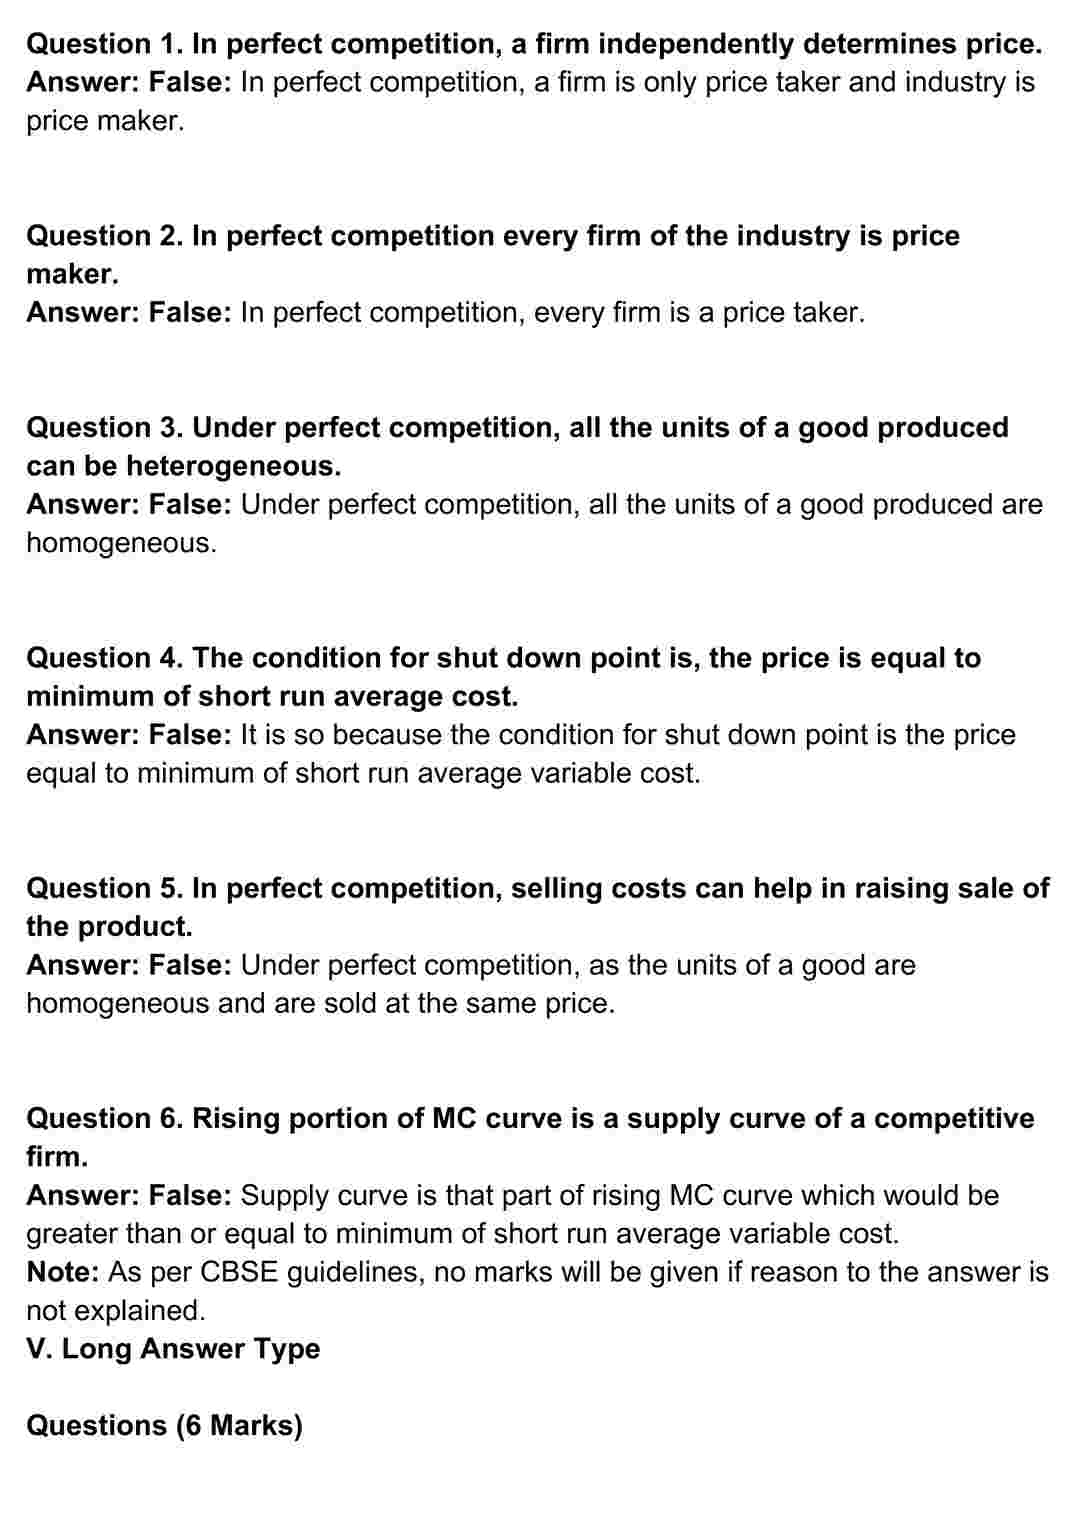 Question 1. In perfect competition, a firm independently determines price.
Answer: False: In perfect competition, a firm is only price taker and industry is
price maker.
Question 2. In perfect competition every firm of the industry is price
maker.
Answer: False: In perfect competition, every firm is a price taker.
Question 3. Under perfect competition, all the units of a good produced
can be heterogeneous.
Answer: False: Under perfect competition, all the units of a good produced are
homogeneous.
Question 4. The condition for shut down point is, the price is equal to
minimum of short run average cost.
Answer: False: It is so because the condition for shut down point is the price
equal to minimum of short run average variable cost.
Question 5. In perfect competition, selling costs can help in raising sale of
the product.
Answer: False: Under perfect competition, as the units of a good are
homogeneous and are sold at the same price.
Question 6. Rising portion of MC curve is a supply curve of a competitive
firm.
Answer: False: Supply curve is that part of rising MC curve which would be
greater than or equal to minimum of short run average variable cost.
Note: As per CBSE guidelines, no marks will be given if reason to the answer is
not explained.
V. Long Answer Type
Questions (6 Marks)